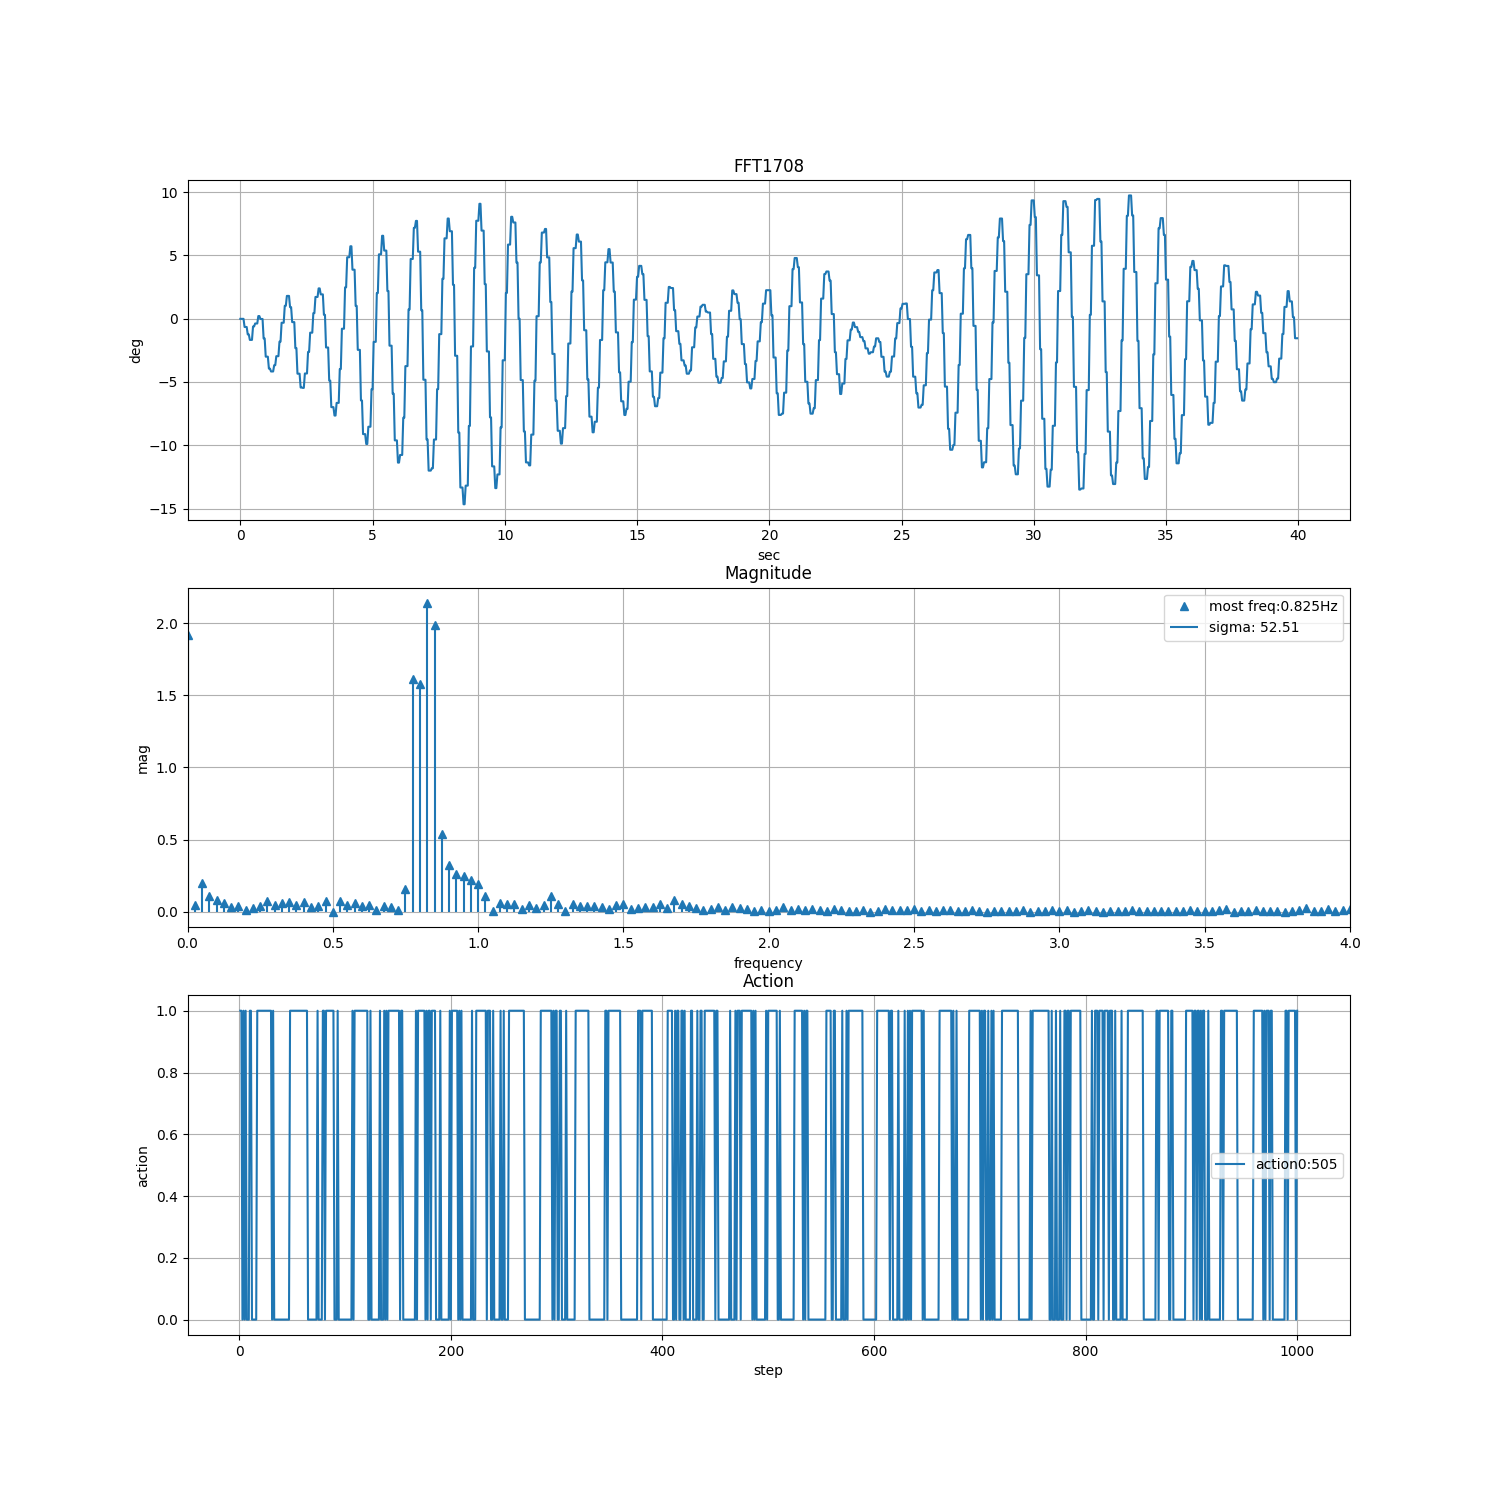 FFT1708
10
5
0
−5
−10
−15
deg
0 5 10 15 20 25 30 35 40
sec
Magnitude
most freq:0.825Hz
sigma: 52.51
2.0
1.5
1.0
0.5
0.0
mag
0.0 0.5 1.0 1.5 2.0 2.5 3.0 3.5 4.0
frequency
Action
1.0
0.8
0.6
0.4
0.2
0.0
action
action0:505
0 200 400 600 800 1000
step